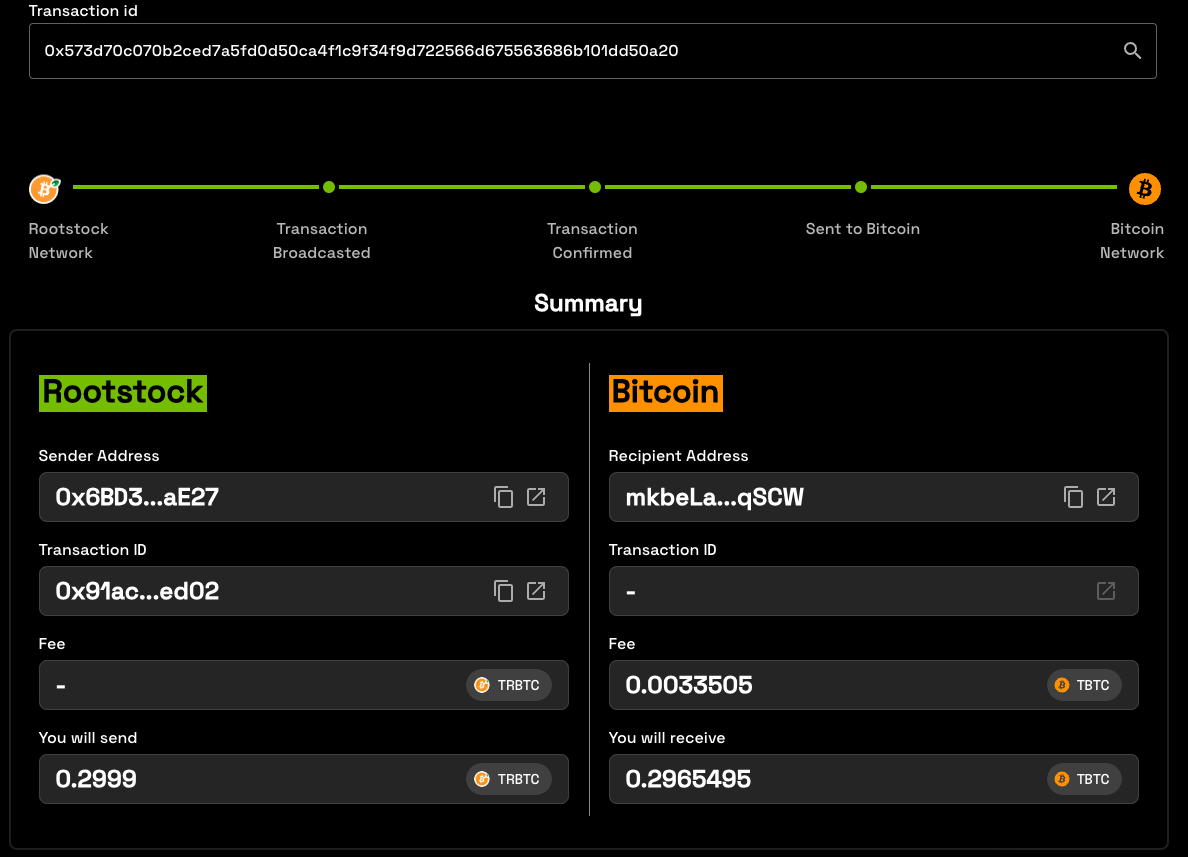 Transaction id
0x573d70c070b2ced7a5fd0d50ca4f1c9f34f9d722566d675563686b101dd50a20
Rootstock
Network
Transaction
Broadcasted
Transaction
Confirmed
Sent to Bitcoin
Bitcoin
Network
Summary
Rootstock
Sender Address
0x6BD3...aE27
Transaction ID
0x91ac...ed02
Fee
-
TRBTC
You will send
0.2999
TRBTC
Bitcoin
Recipient Address
mkbeLa...qSCW
Transaction ID
-
Fee
0.0033505
TBTC
You will receive
0.2965495
TBTC